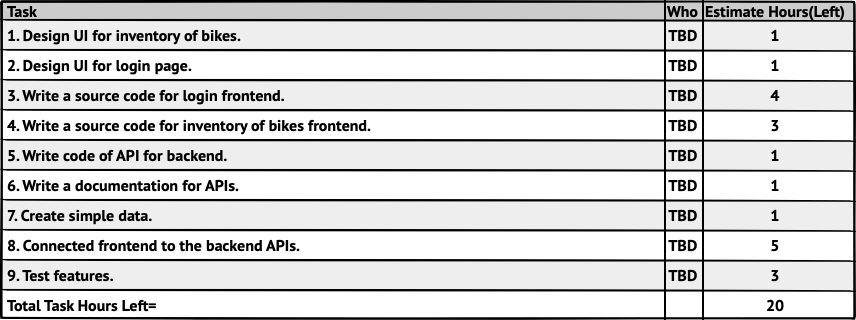 Task Who Estimate Hours(Left)
1. Design UI for inventory of bikes. TBD 1
2. Design UI for login page. TBD 1
3. Write a source code for login frontend. TBD 4
4. Write a source code for inventory of bikes frontend. TBD 3
5. Write code of API for backend. TBD 1
6. Write a documentation for APIs. TBD 1
7. Create simple data. TBD 1
8. Connected frontend to the backend APIs. TBD 5
9. Test features. TBD 3
Total Task Hours Left= 20